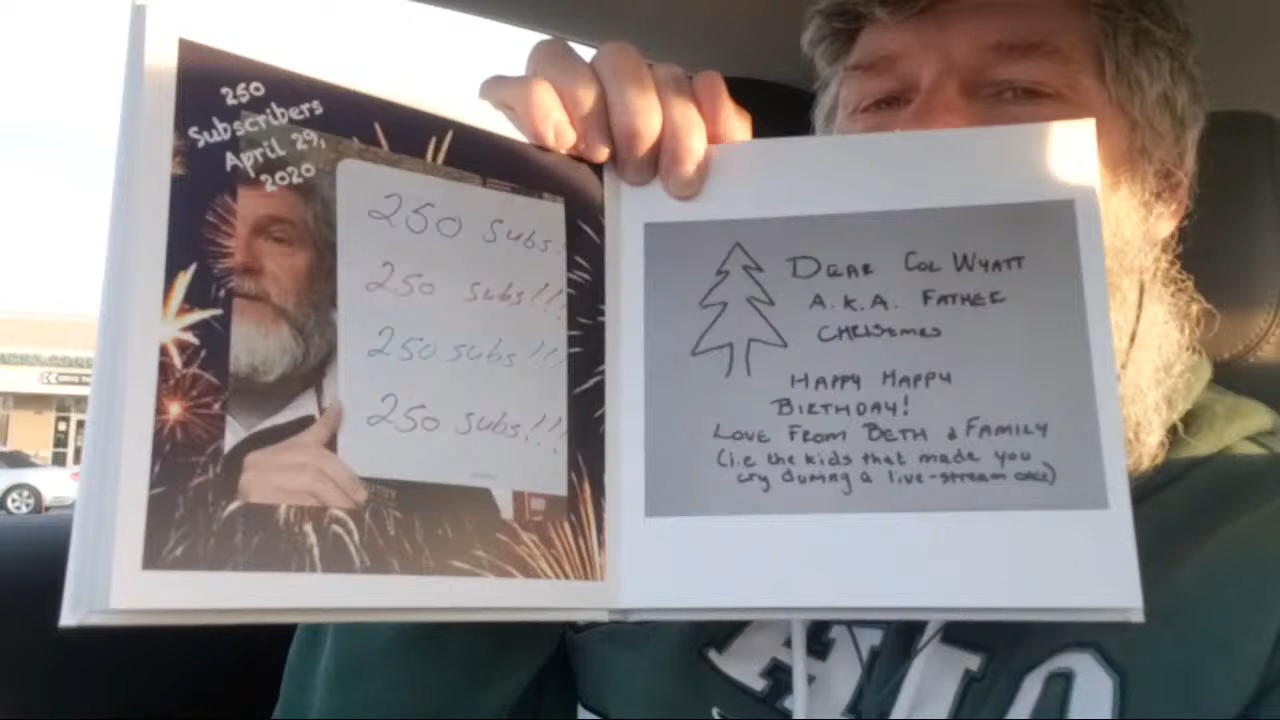 250
Subscribers
April 29,
2020
250 subs!
250 subs!!!
250 subs!!!
250 subs!!!
DEAR COL WYATT
A.K.A. FATHER
CHRISTMAS
HAPPY HAPPY
BIRTHDAY!
LOVE FROM BETH & FAMILY
(i.e the kids that made you
cry during a live-stream once)